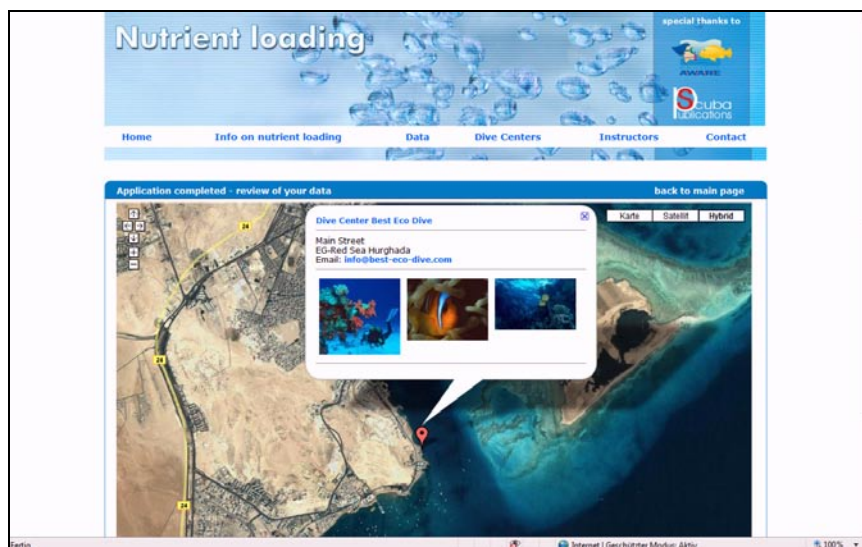 Nutrient loading
special thanks to
AWARE
Scuba
Publications
Home Info on nutrient loading Data Dive Centers Instructors Contact
Application completed - review of your data back to main page
Karte Satellit Hybrid
Dive Center Best Eco Dive
Main Street
EG-Red Sea Hurghada
Email: info@best-eco-dive.com
24
24
24
Fertig Internet | Geschützter Modus: Aktiv 100%